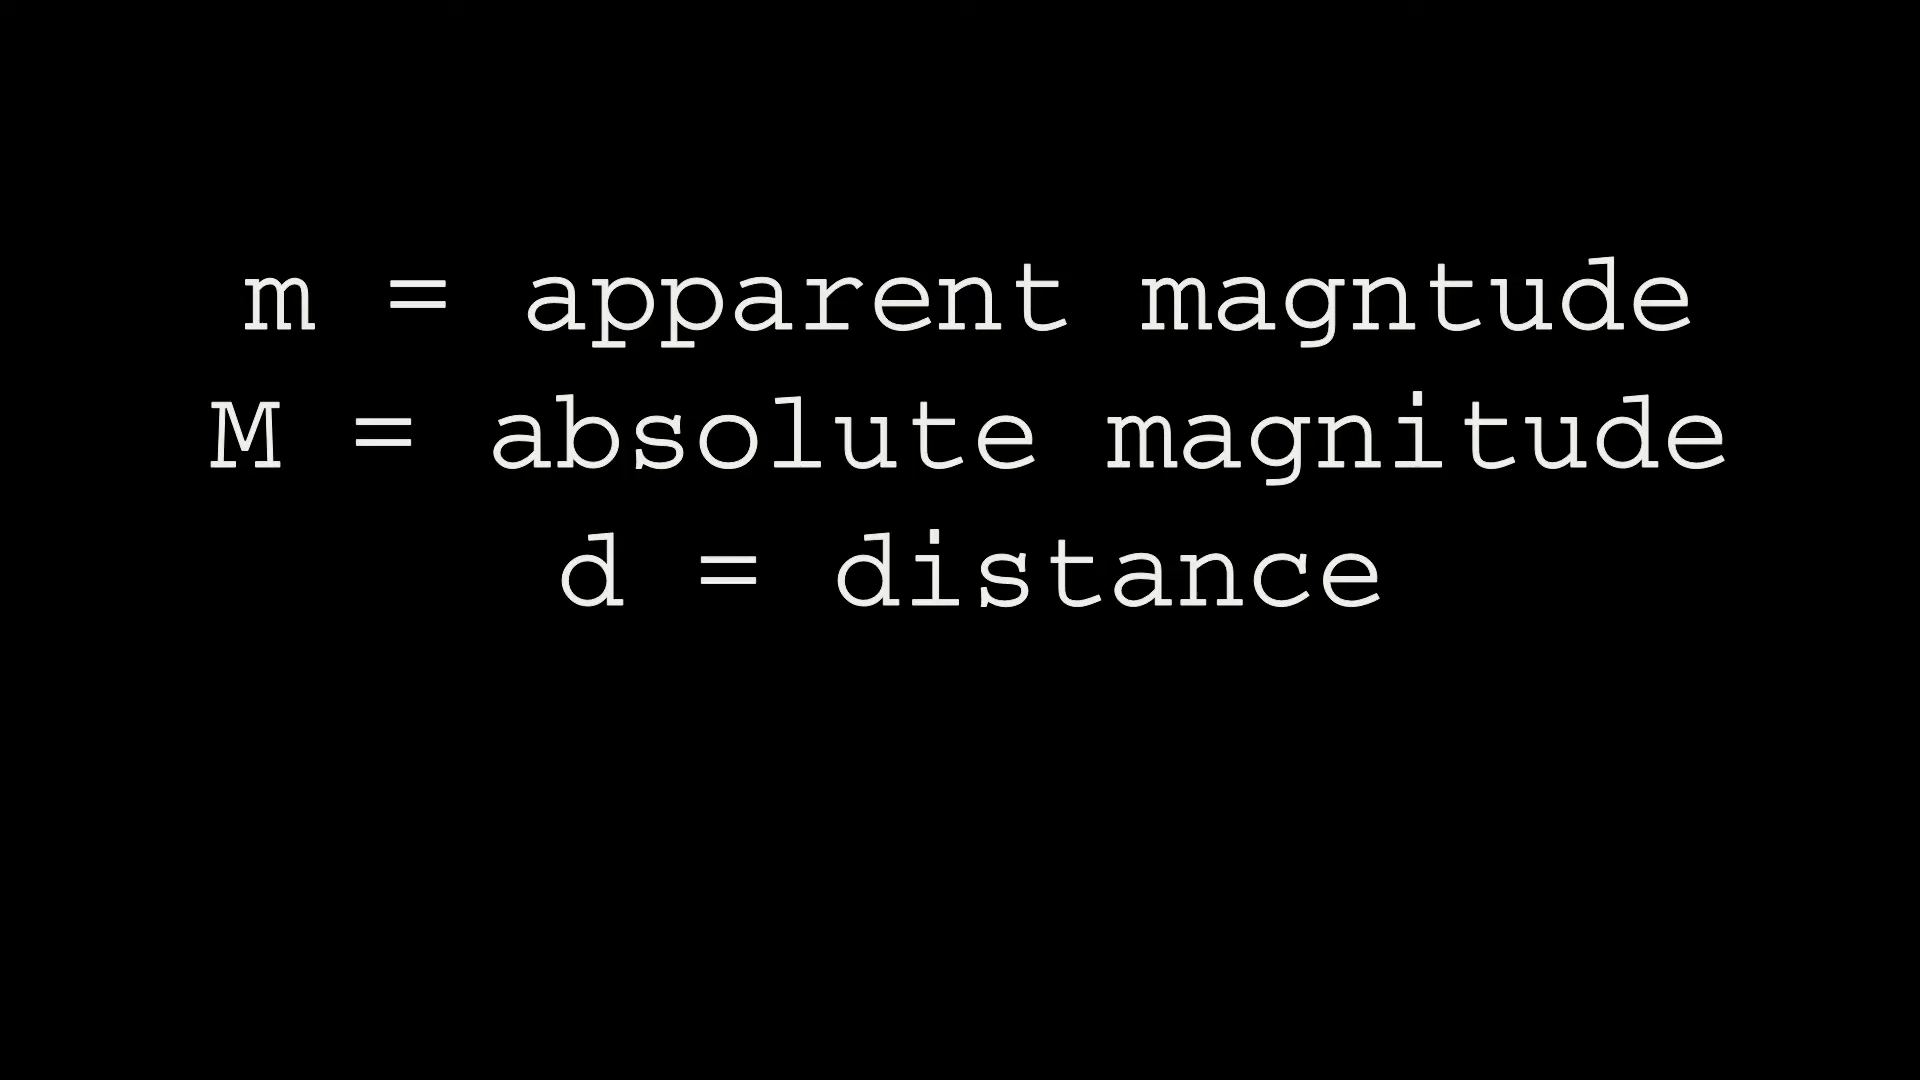 m = apparent magntude
M = absolute magnitude
d = distance